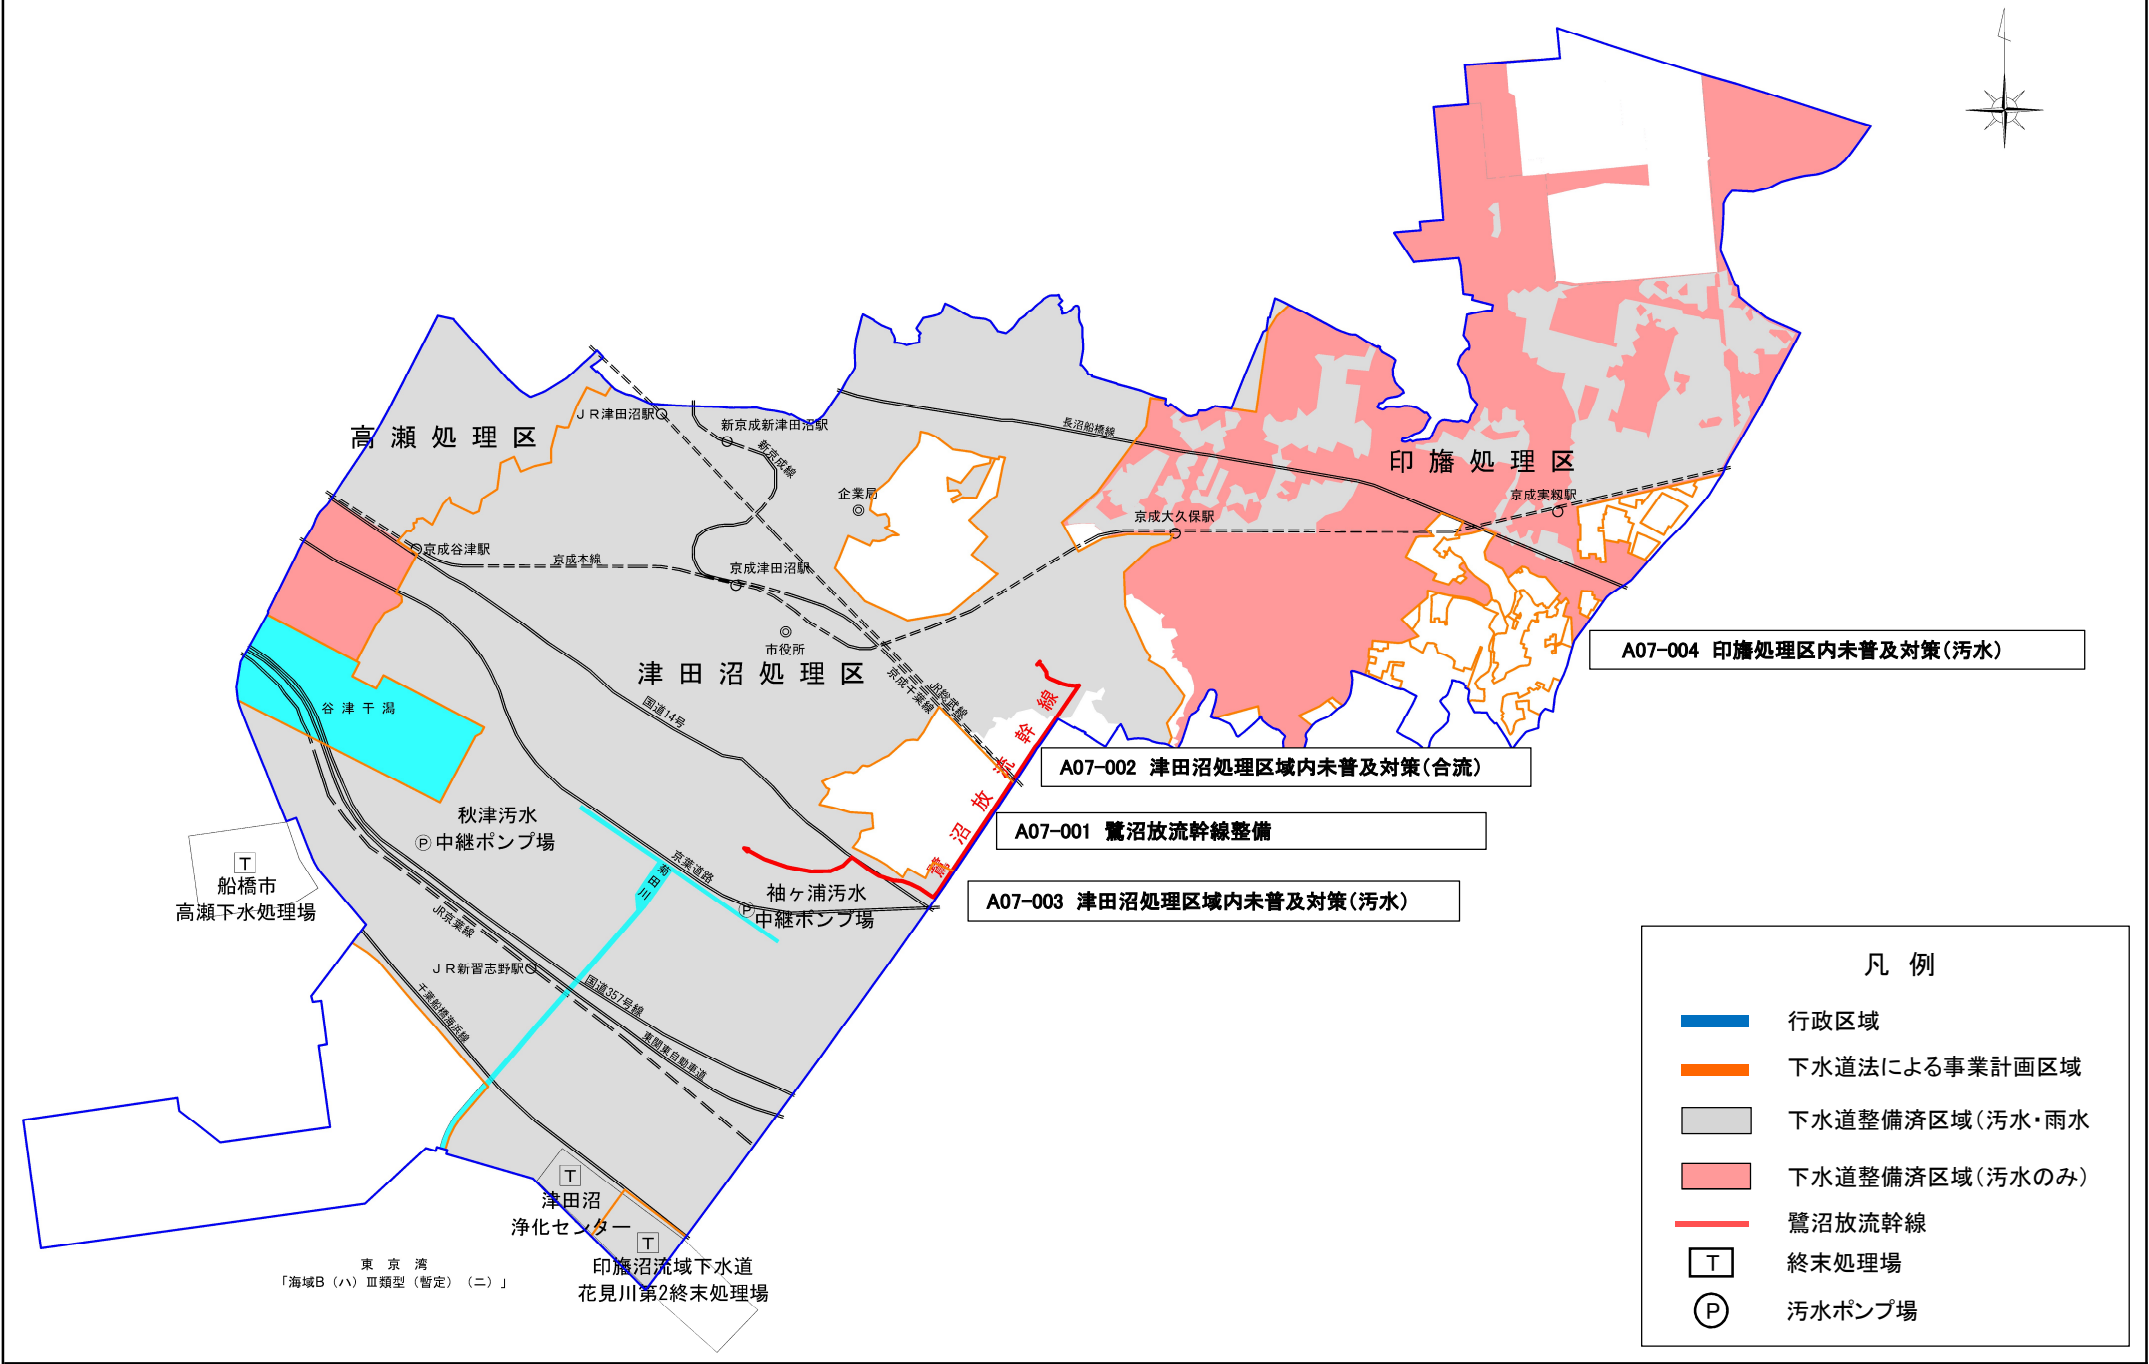 高瀬処理区
ＪＲ津田沼駅
新京成新津田沼駅
新京成線
長沼船橋線
印旛処理区
企業局
京成実籾駅
京成大久保駅
京成谷津駅
京成木線
京成津田沼駅
市役所
津田沼処理区
A07-004 印旛処理区内未普及対策(汚水)
JR総武線
京成千葉線
国道14号
谷津干潟
鷺沼放流幹線
A07-002 津田沼処理区域内未普及対策(合流)
A07-001 鷺沼放流幹線整備
A07-003 津田沼処理区域内未普及対策(汚水)
秋津汚水
P 中継ポンプ場
京葉道路
菊田川
袖ヶ浦汚水
P 中継ポンプ場
T
船橋市
高瀬下水処理場
JR京葉線
ＪＲ新習志野駅
国道357号線
千葉船橋海浜線
東関東自動車道
T
津田沼
浄化センター
T
印旛沼流域下水道
花見川第2終末処理場
東京湾
「海域B（ハ）Ⅲ類型（暫定）（ニ）」
凡例
行政区域
下水道法による事業計画区域
下水道整備済区域(汚水・雨水
下水道整備済区域(汚水のみ)
鷺沼放流幹線
T 終末処理場
P 汚水ポンプ場